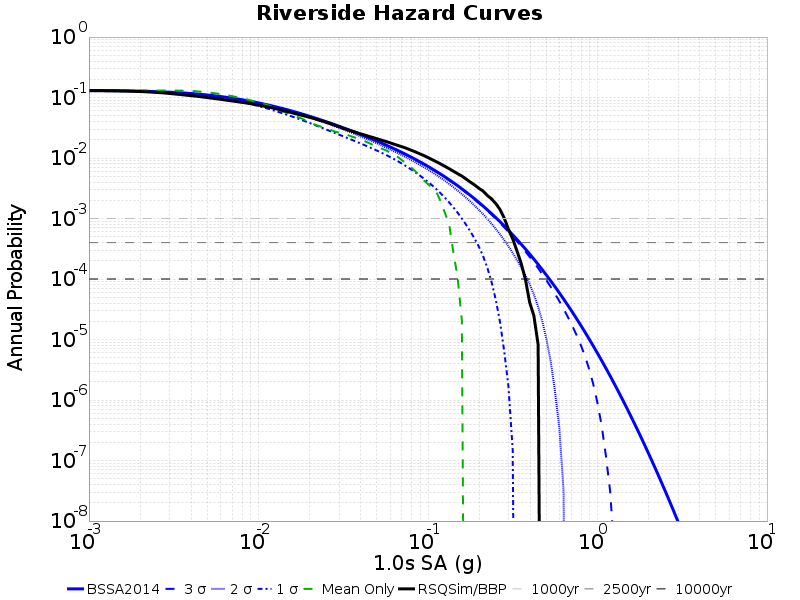 Riverside Hazard Curves
Annual Probability
10^0
10^-1
10^-2
10^-3
10^-4
10^-5
10^-6
10^-7
10^-8
10^-3 10^-2 10^-1 10^0 10^1
1.0s SA (g)
BSSA2014 3 σ 2 σ 1 σ Mean Only RSQSim/BBP 1000yr 2500yr 10000yr